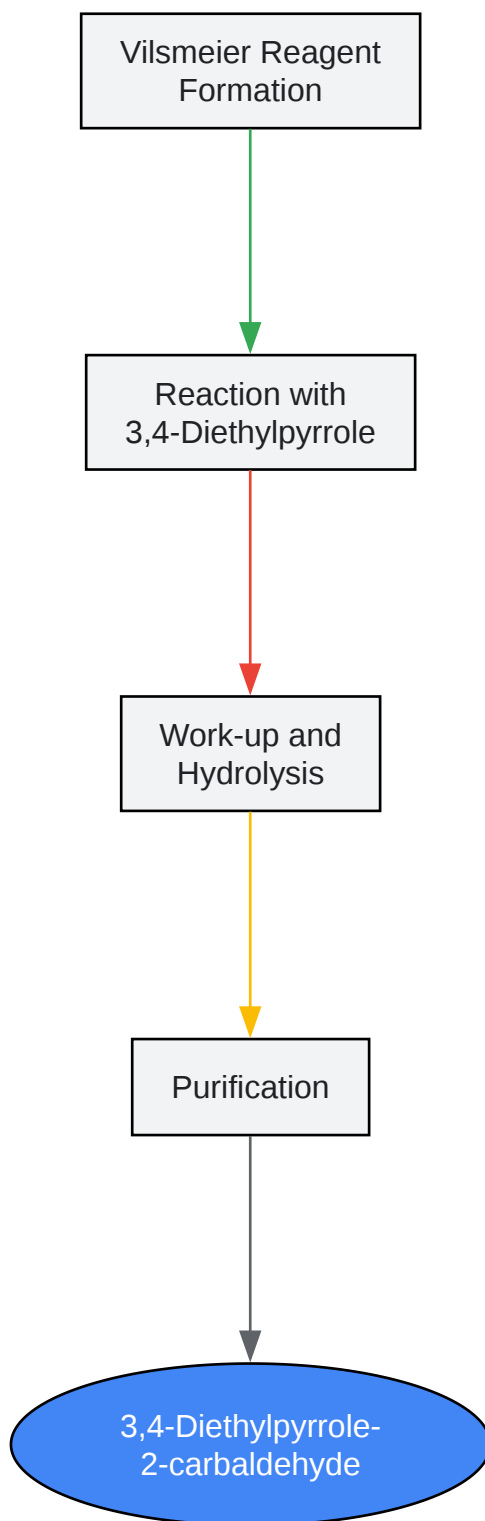 Vilsmeier Reagent
Formation
Reaction with
3,4-Diethylpyrrole
Work-up and
Hydrolysis
Purification
3,4-Diethylpyrrole-
2-carbaldehyde